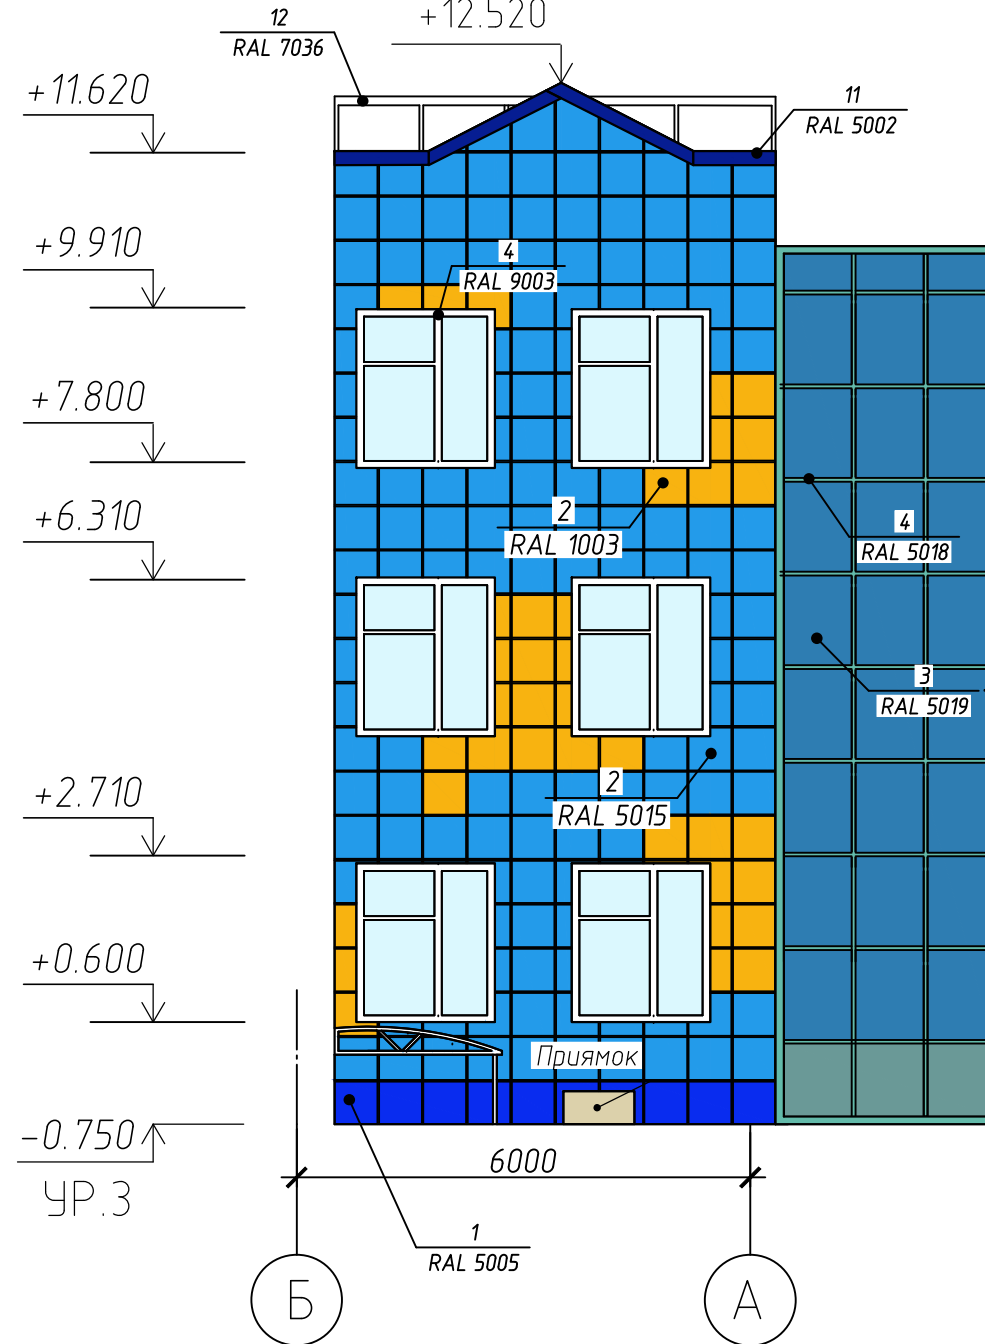 +12.520
12
RAL 7036
+11.620
11
RAL 5002
+9.910
4
RAL 9003
+7.800
+6.310
2
RAL 1003
4
RAL 5018
3
RAL 5019
+2.710
2
RAL 5015
+0.600
Приямок
-0.750
УР.З
6000
1
RAL 5005
Б
А